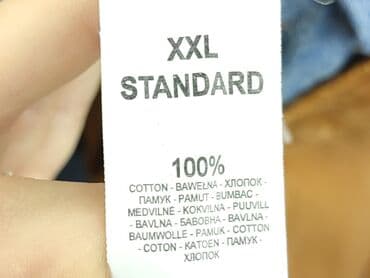 XXL
STANDARD
100%
COTTON - BAWEŁNA - ХЛОПОК -
ПАМУК - PAMUT - BUMBAC -
MEDVILNE - KOKVILNA - PUUVILL
- BAVLNA - БАВОВНА - BAVLNA -
BAUMWOLLE - PAMUK - COTTON
- COTON - KATOEN - ПАМУК -
ХЛОПОК